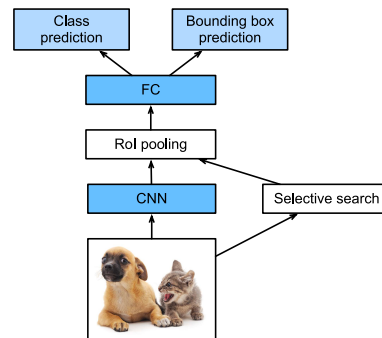 Class
prediction
Bounding box
prediction
FC
RoI pooling
CNN
Selective search